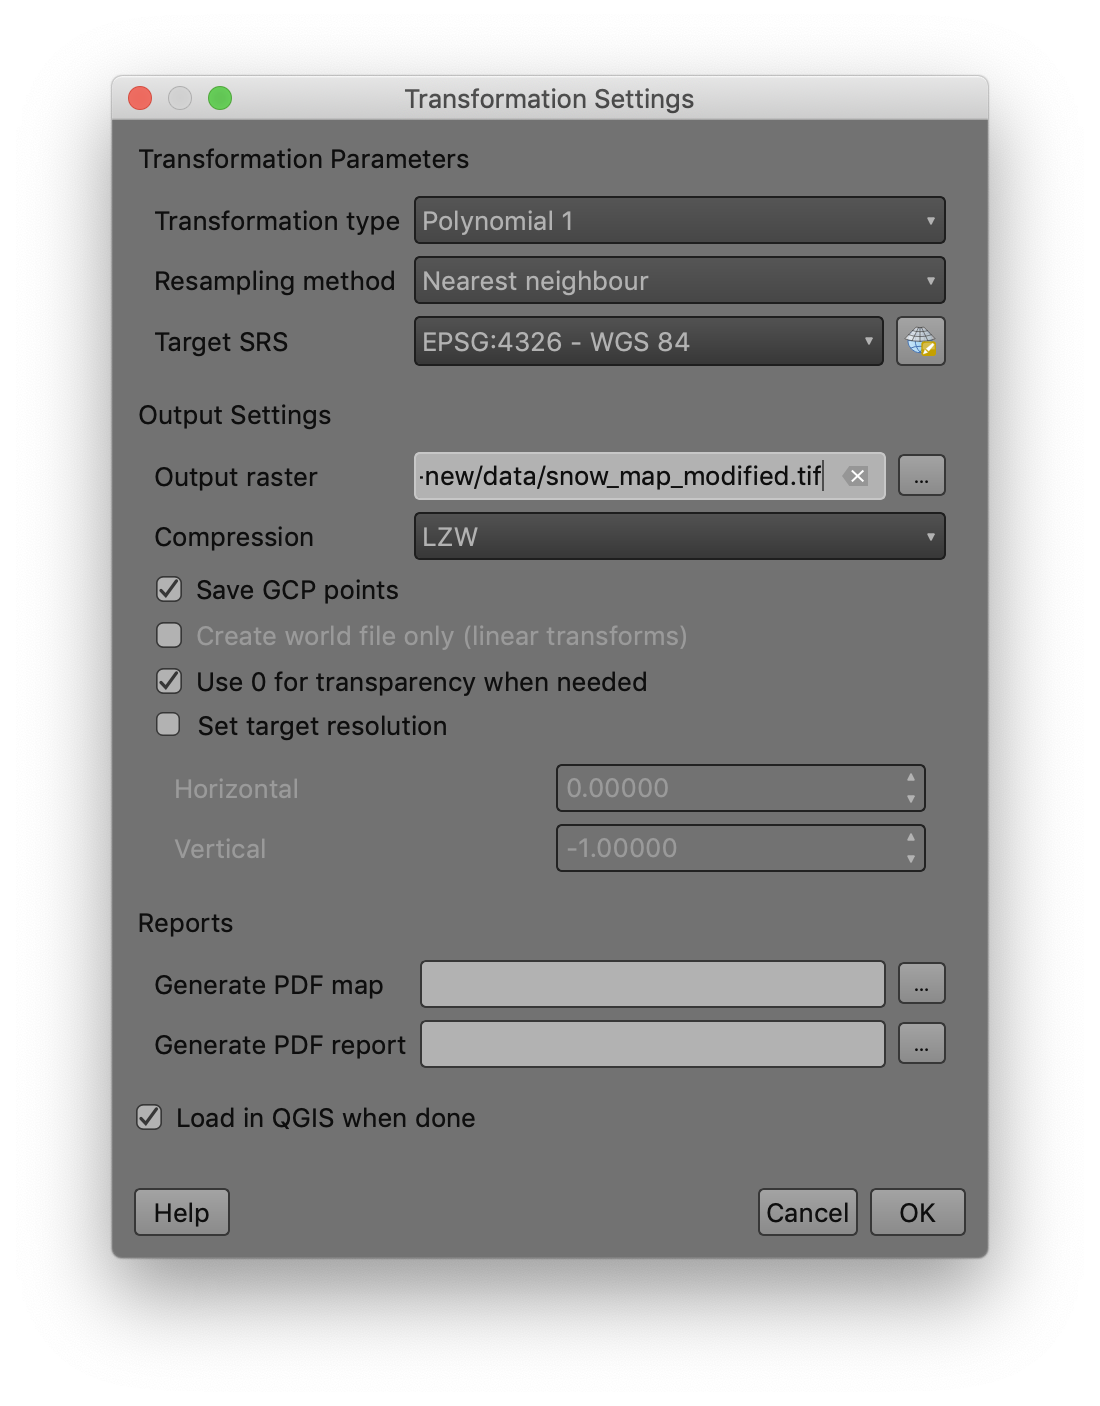 Transformation Settings
Transformation Parameters
Transformation type Polynomial 1
Resampling method Nearest neighbour
Target SRS EPSG:4326 - WGS 84
Output Settings
Output raster -new/data/snow_map_modified.tif ...
Compression LZW
Save GCP points
Create world file only (linear transforms)
Use 0 for transparency when needed
Set target resolution
Horizontal 0.00000
Vertical -1.00000
Reports
Generate PDF map ...
Generate PDF report ...
Load in QGIS when done
Help Cancel OK